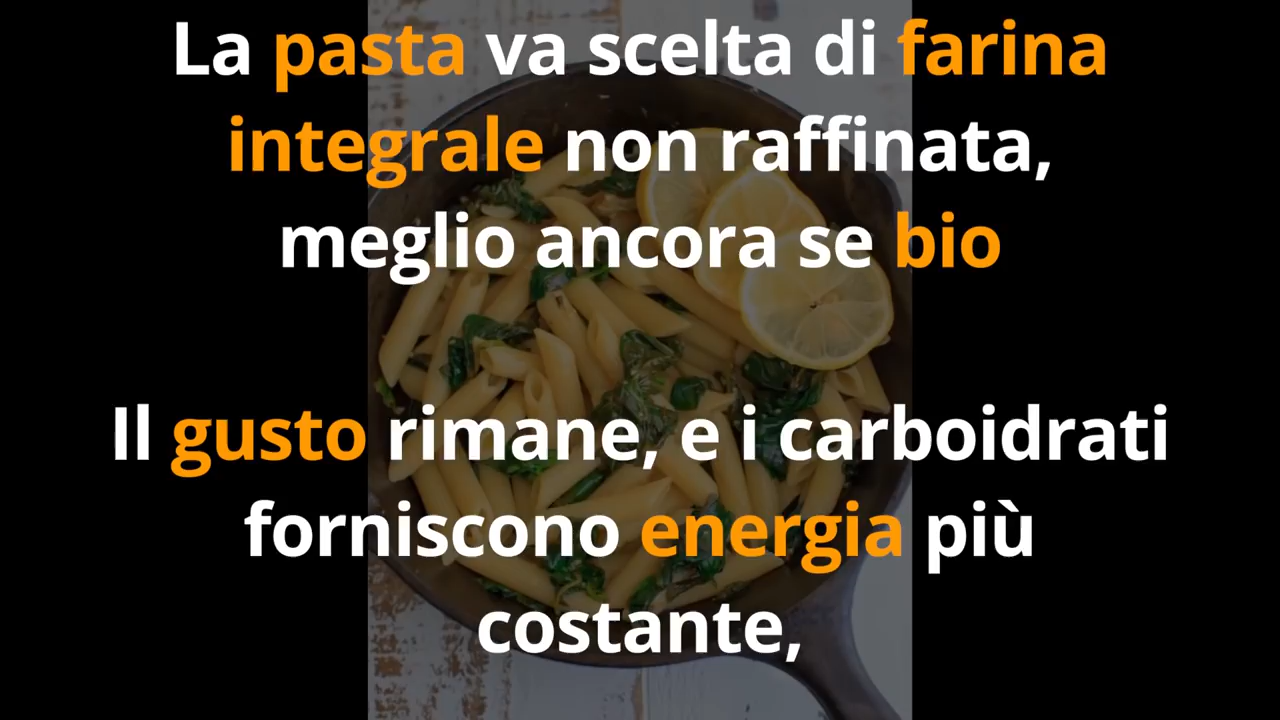 La pasta va scelta di farina
integrale non raffinata,
meglio ancora se bio
Il gusto rimane, e i carboidrati
forniscono energia più
costante,